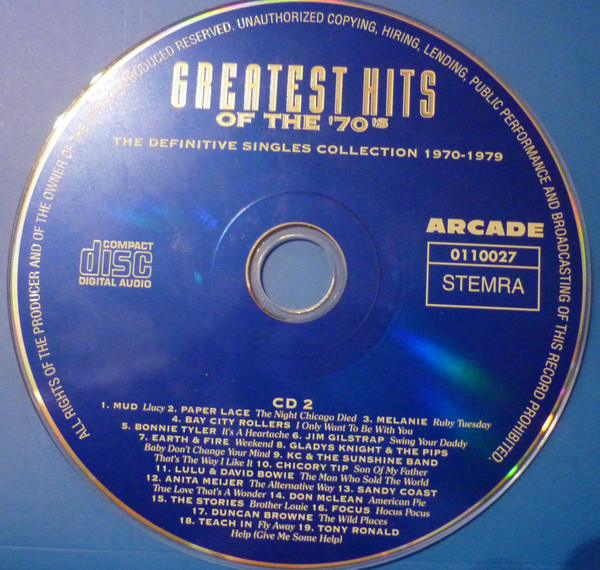 ALL RIGHTS OF THE PRODUCER AND OF THE OWNER OF THE PRODUCED RESERVED. UNAUTHORIZED COPYING, HIRING, LENDING, PUBLIC PERFORMANCE AND BROADCASTING OF THIS RECORD PROHIBITED.
GREATEST HITS
OF THE '70's
THE DEFINITIVE SINGLES COLLECTION 1970-1979
ARCADE
0110027
STEMRA
COMPACT
disc
DIGITAL AUDIO
CD 2
1. MUD Llucy 2. PAPER LACE The Night Chicago Died 3. MELANIE Ruby Tuesday
4. BAY CITY ROLLERS I Only Want To Be With You
5. BONNIE TYLER It's A Heartache 6. JIM GILSTRAP Swing Your Daddy
7. EARTH & FIRE Weekend 8. GLADYS KNIGHT & THE PIPS
Baby Don't Change Your Mind 9. KC & THE SUNSHINE BAND
That's The Way I Like It 10. CHICORY TIP Son Of My Father
11. LULU & DAVID BOWIE The Man Who Sold The World
12. ANITA MEIJER The Alternative Way 13. SANDY COAST
True Love That's A Wonder 14. DON McLEAN American Pie
15. THE STORIES Brother Louie 16. FOCUS Hocus Pocus
17. DUNCAN BROWNE The Wild Places
18. TEACH IN Fly Away 19. TONY RONALD
Help (Give Me Some Help)